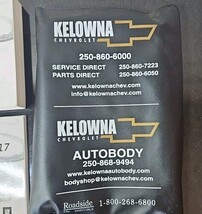 KELOWNA
CHEVROLET
250-860-6000
SERVICE DIRECT 250-860-7223
PARTS DIRECT 250-860-6050
www.kelownachev.com
info@kelownachev.com
KELOWNA
CHEVROLET
AUTOBODY
250-868-9494
www.kelownaautobody.com
bodyshop@kelownachev.com
Roadside 1-800-268-6800
17